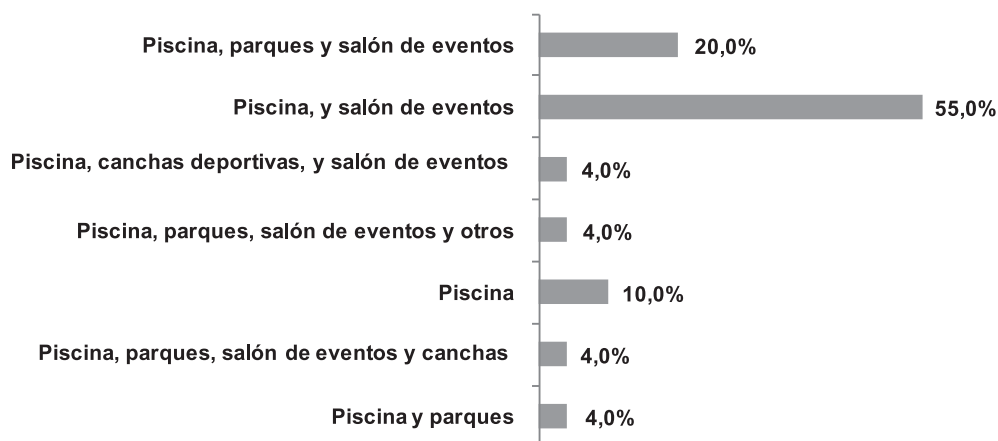 Piscina, parques y salón de eventos 20,0%
Piscina, y salón de eventos 55,0%
Piscina, canchas deportivas, y salón de eventos 4,0%
Piscina, parques, salón de eventos y otros 4,0%
Piscina 10,0%
Piscina, parques, salón de eventos y canchas 4,0%
Piscina y parques 4,0%